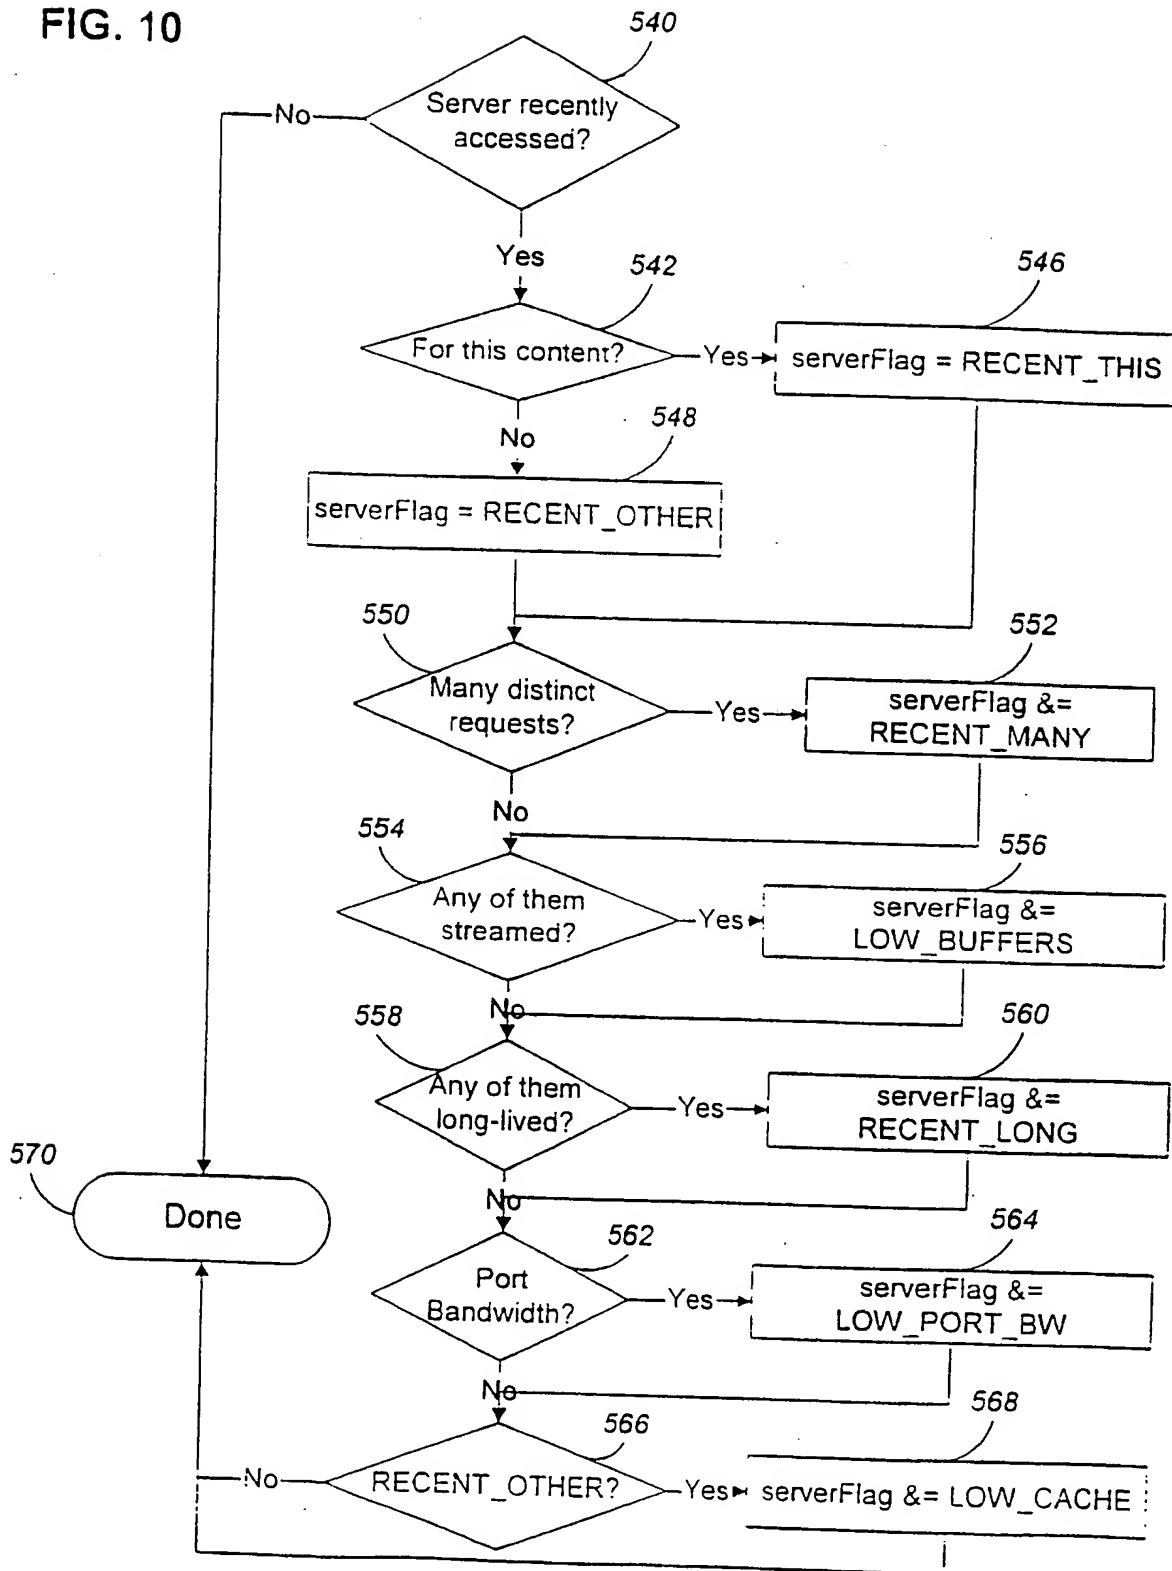 FIG. 10
540
Server recently
accessed?
No
Yes
542
546
For this content?
Yes
serverFlag = RECENT_THIS
No
548
serverFlag = RECENT_OTHER
550
552
Many distinct
requests?
Yes
serverFlag &=
RECENT_MANY
No
554
556
Any of them
streamed?
Yes
serverFlag &=
LOW_BUFFERS
No
558
560
Any of them
long-lived?
Yes
serverFlag &=
RECENT_LONG
570
Done
No
562
564
Port
Bandwidth?
Yes
serverFlag &=
LOW_PORT_BW
No
566
568
No
RECENT_OTHER?
Yes
serverFlag &= LOW_CACHE